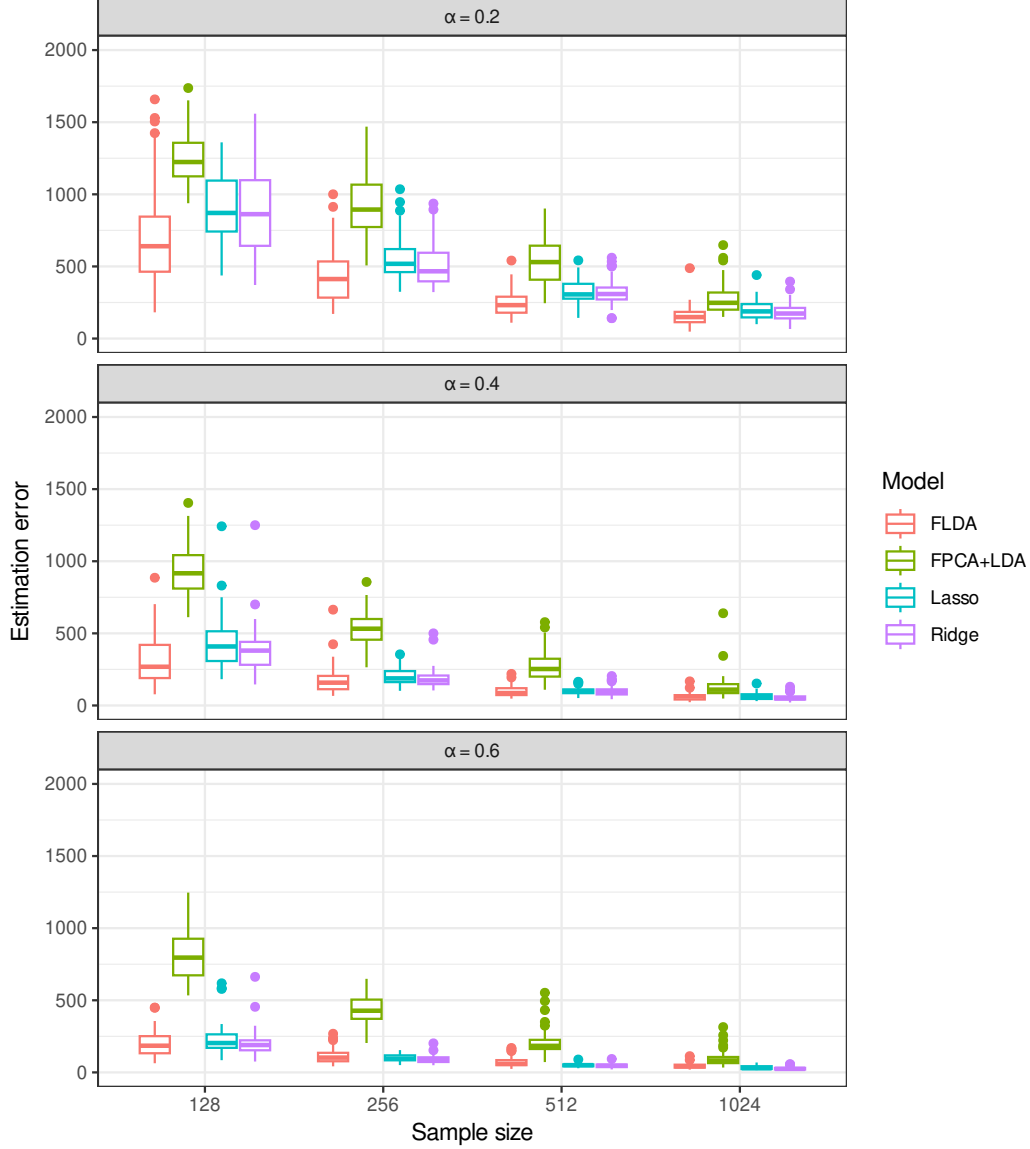 α = 0.2
2000
1500
1000
500
0
α = 0.4
2000
1500
1000
500
0
α = 0.6
2000
1500
1000
500
0
128 256 512 1024
Sample size
Estimation error
Model
FLDA
FPCA+LDA
Lasso
Ridge